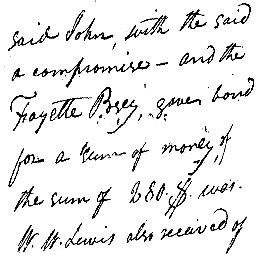 said John, with the said
a compromise – and the
Fayette Posey, gave bond
for a sum of money, of
the sum of 280.$. was.
W. W. Lewis also received of